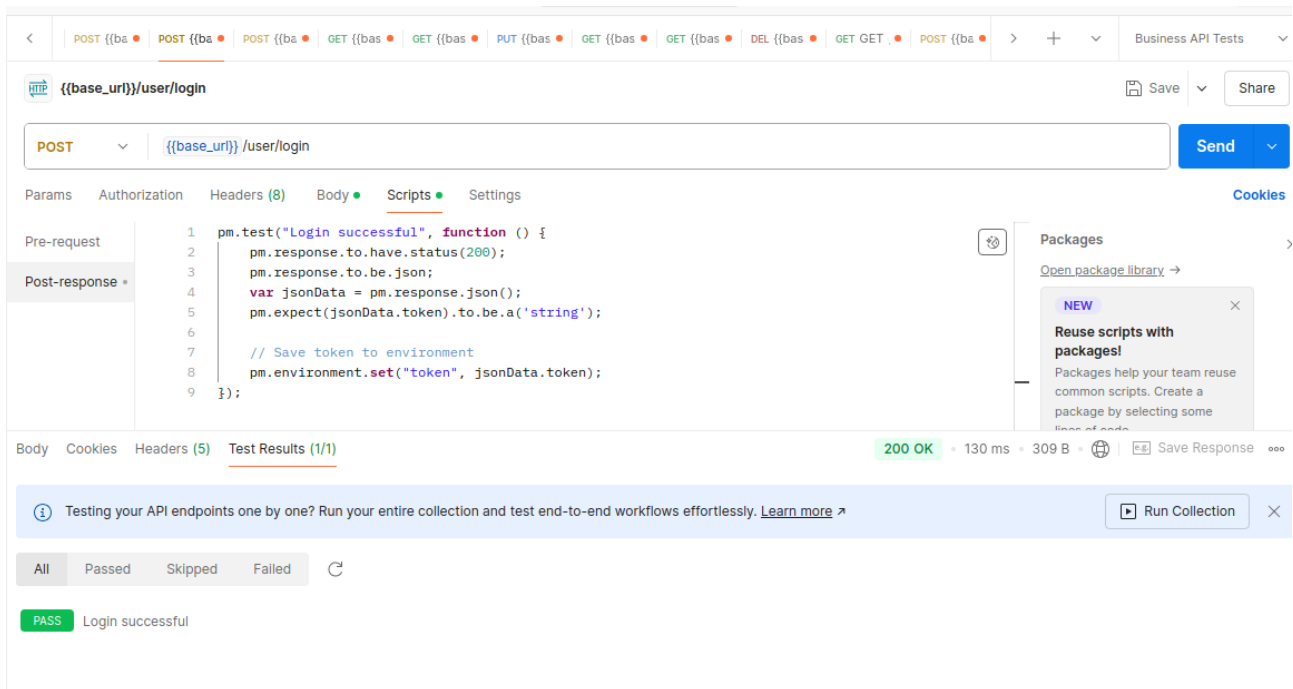 POST {{ba POST {{ba POST {{ba GET {{bas GET {{bas PUT {{bas GET {{bas GET {{bas DEL {{bas GET GET POST {{ba Business API Tests
HTTP {{base_url}}/user/login Save Share
POST {{base_url}} /user/login Send
Params Authorization Headers (8) Body Scripts Settings Cookies
Pre-request
Post-response
1 pm.test("Login successful", function () {
2 pm.response.to.have.status(200);
3 pm.response.to.be.json;
4 var jsonData = pm.response.json();
5 pm.expect(jsonData.token).to.be.a('string');
6
7 // Save token to environment
8 pm.environment.set("token", jsonData.token);
9 });
Packages
Open package library →
NEW
Reuse scripts with
packages!
Packages help your team reuse
common scripts. Create a
package by selecting some
lines of code
Body Cookies Headers (5) Test Results (1/1) 200 OK 130 ms 309 B e.g. Save Response
Testing your API endpoints one by one? Run your entire collection and test end-to-end workflows effortlessly. Learn more ↗ Run Collection
All Passed Skipped Failed
PASS Login successful